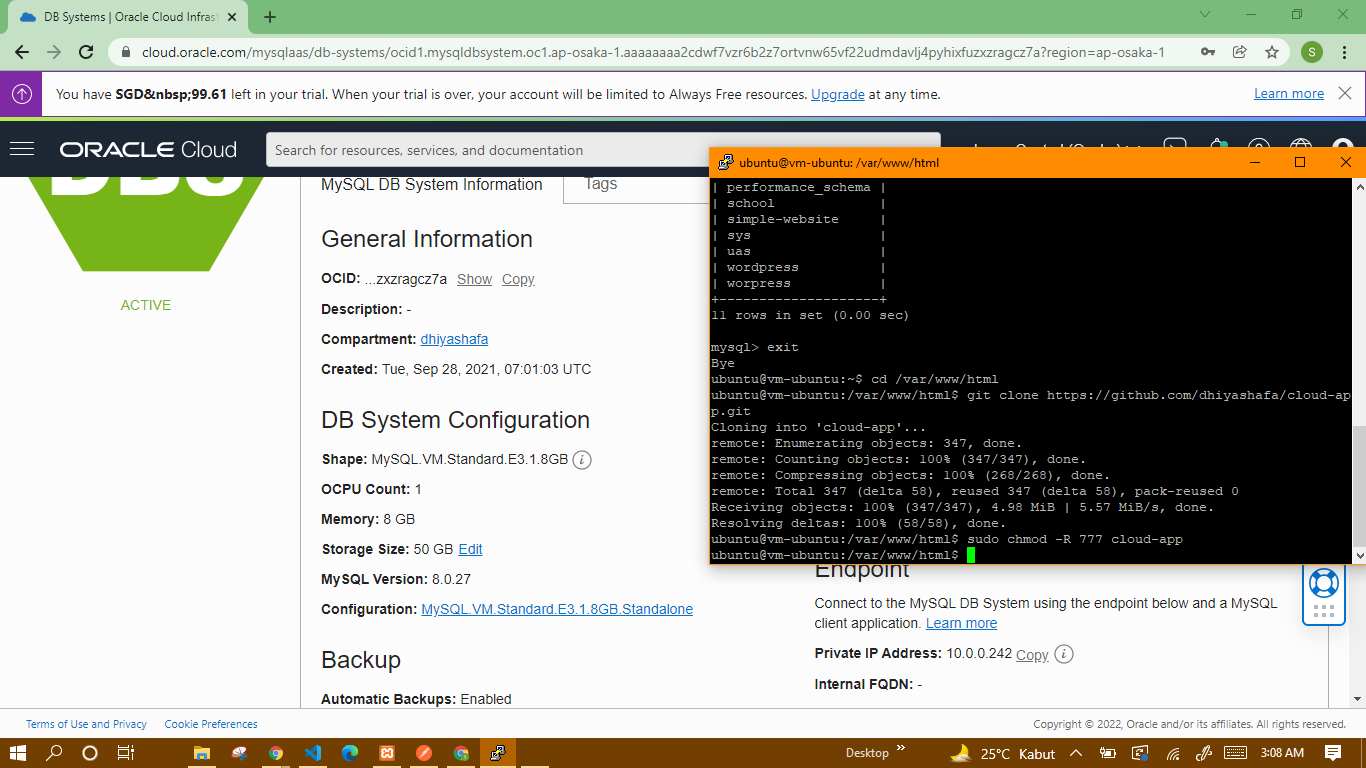 DB Systems | Oracle Cloud Infrast
cloud.oracle.com/mysqlaas/db-systems/ocid1.mysqldbsystem.oc1.ap-osaka-1.aaaaaaaa2cdwf7vzr6b2z7ortvnw65vf22udmdavlj4pyhixfuzxzragcz7a?region=ap-osaka-1
S
You have SGD&nbsp;99.61 left in your trial. When your trial is over, your account will be limited to Always Free resources. Upgrade at any time.
Learn more
ORACLE Cloud
Search for resources, services, and documentation
DBS
ACTIVE
MySQL DB System Information
Tags
General Information
OCID: ...zxzragcz7a Show Copy
Description: -
Compartment: dhiyashafa
Created: Tue, Sep 28, 2021, 07:01:03 UTC
DB System Configuration
Shape: MySQL.VM.Standard.E3.1.8GB
OCPU Count: 1
Memory: 8 GB
Storage Size: 50 GB Edit
MySQL Version: 8.0.27
Configuration: MySQL.VM.Standard.E3.1.8GB.Standalone
Backup
Automatic Backups: Enabled
ubuntu@vm-ubuntu: /var/www/html
| performance_schema |
| school             |
| simple-website     |
| sys                |
| uas                |
| wordpress          |
| worpress           |
+--------------------+
11 rows in set (0.00 sec)
mysql> exit
Bye
ubuntu@vm-ubuntu:~$ cd /var/www/html
ubuntu@vm-ubuntu:/var/www/html$ git clone https://github.com/dhiyashafa/cloud-ap
p.git
Cloning into 'cloud-app'...
remote: Enumerating objects: 347, done.
remote: Counting objects: 100% (347/347), done.
remote: Compressing objects: 100% (268/268), done.
remote: Total 347 (delta 58), reused 347 (delta 58), pack-reused 0
Receiving objects: 100% (347/347), 4.98 MiB | 5.57 MiB/s, done.
Resolving deltas: 100% (58/58), done.
ubuntu@vm-ubuntu:/var/www/html$ sudo chmod -R 777 cloud-app
ubuntu@vm-ubuntu:/var/www/html$
Endpoint
Connect to the MySQL DB System using the endpoint below and a MySQL
client application. Learn more
Private IP Address: 10.0.0.242 Copy
Internal FQDN: -
Terms of Use and Privacy
Cookie Preferences
Copyright © 2022, Oracle and/or its affiliates. All rights reserved.
Desktop
25°C Kabut
3:08 AM